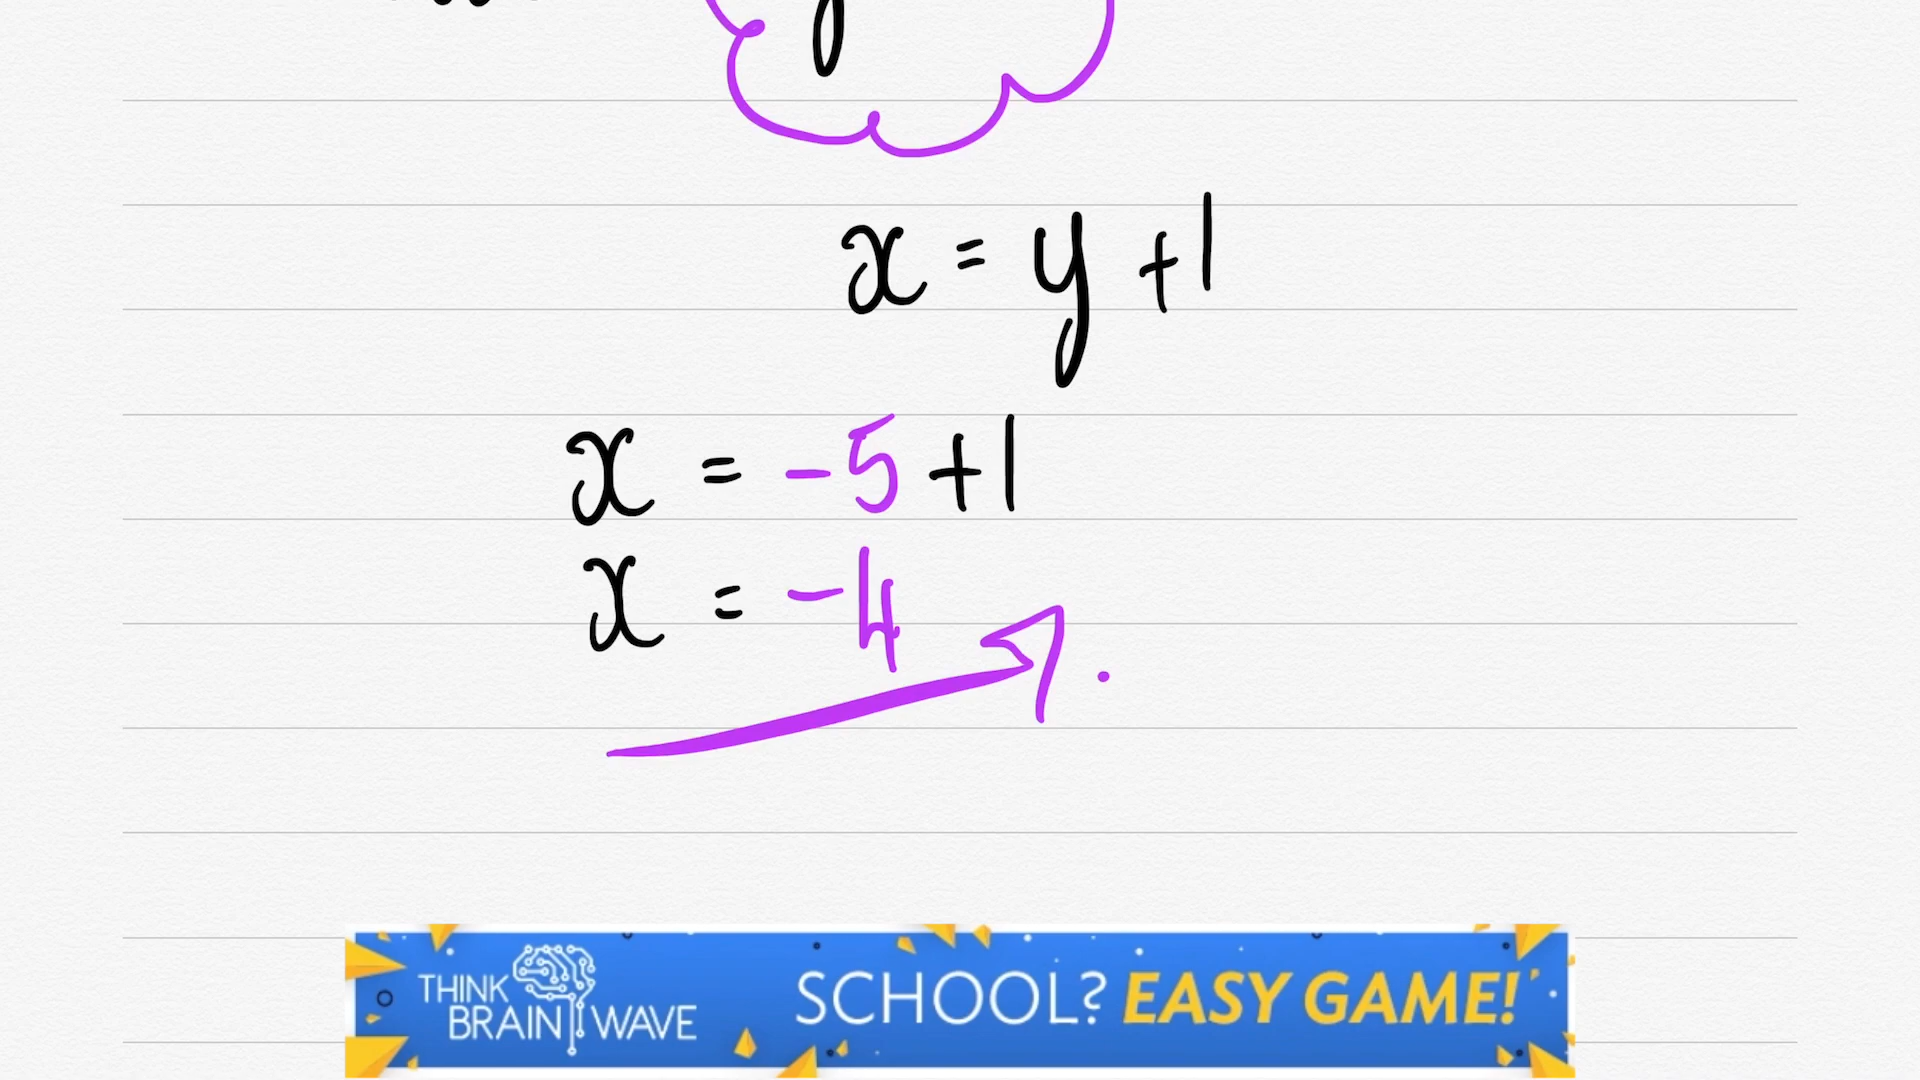 y
x = y + 1
x = -5 + 1
x = -4
THINK BRAIN WAVE
SCHOOL? EASY GAME!